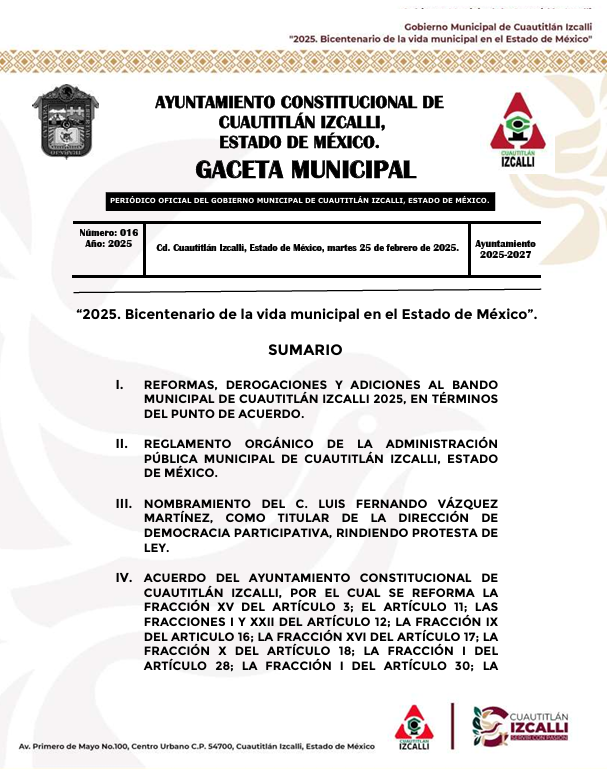 Gobierno Municipal de Cuautitlán Izcalli
"2025. Bicentenario de la vida municipal en el Estado de México"
AYUNTAMIENTO CONSTITUCIONAL DE
CUAUTITLÁN IZCALLI,
ESTADO DE MÉXICO.
GACETA MUNICIPAL
CUAUTITLÁN
IZCALLI
PERIÓDICO OFICIAL DEL GOBIERNO MUNICIPAL DE CUAUTITLÁN IZCALLI, ESTADO DE MÉXICO.
Número: 016
Año: 2025
Cd. Cuautitlán Izcalli, Estado de México, martes 25 de febrero de 2025.
Ayuntamiento
2025-2027
“2025. Bicentenario de la vida municipal en el Estado de México”.
SUMARIO
I. REFORMAS, DEROGACIONES Y ADICIONES AL BANDO
MUNICIPAL DE CUAUTITLÁN IZCALLI 2025, EN TÉRMINOS
DEL PUNTO DE ACUERDO.
II. REGLAMENTO ORGÁNICO DE LA ADMINISTRACIÓN
PÚBLICA MUNICIPAL DE CUAUTITLÁN IZCALLI, ESTADO
DE MÉXICO.
III. NOMBRAMIENTO DEL C. LUIS FERNANDO VÁZQUEZ
MARTÍNEZ, COMO TITULAR DE LA DIRECCIÓN DE
DEMOCRACIA PARTICIPATIVA, RINDIENDO PROTESTA DE
LEY.
IV. ACUERDO DEL AYUNTAMIENTO CONSTITUCIONAL DE
CUAUTITLÁN IZCALLI, POR EL CUAL SE REFORMA LA
FRACCIÓN XV DEL ARTÍCULO 3; EL ARTÍCULO 11; LAS
FRACCIONES I Y XXII DEL ARTÍCULO 12; LA FRACCIÓN IX
DEL ARTICULO 16; LA FRACCIÓN XVI DEL ARTÍCULO 17; LA
FRACCIÓN X DEL ARTÍCULO 18; LA FRACCIÓN I DEL
ARTÍCULO 28; LA FRACCIÓN I DEL ARTÍCULO 30; LA
Av. Primero de Mayo No.100, Centro Urbano C.P. 54700, Cuautitlán Izcalli, Estado de México
CUAUTITLÁN
IZCALLI
CUAUTITLÁN
IZCALLI
SERVIR CON PASIÓN